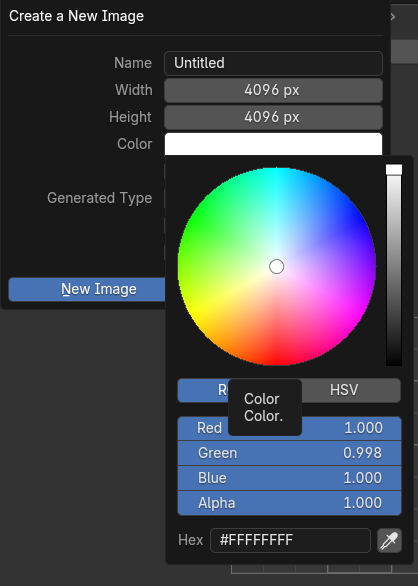 Create a New Image
Name Untitled
Width 4096 px
Height 4096 px
Color
Generated Type
New Image
HSV
Color
Color.
Red 1.000
Green 0.998
Blue 1.000
Alpha 1.000
Hex #FFFFFFFF